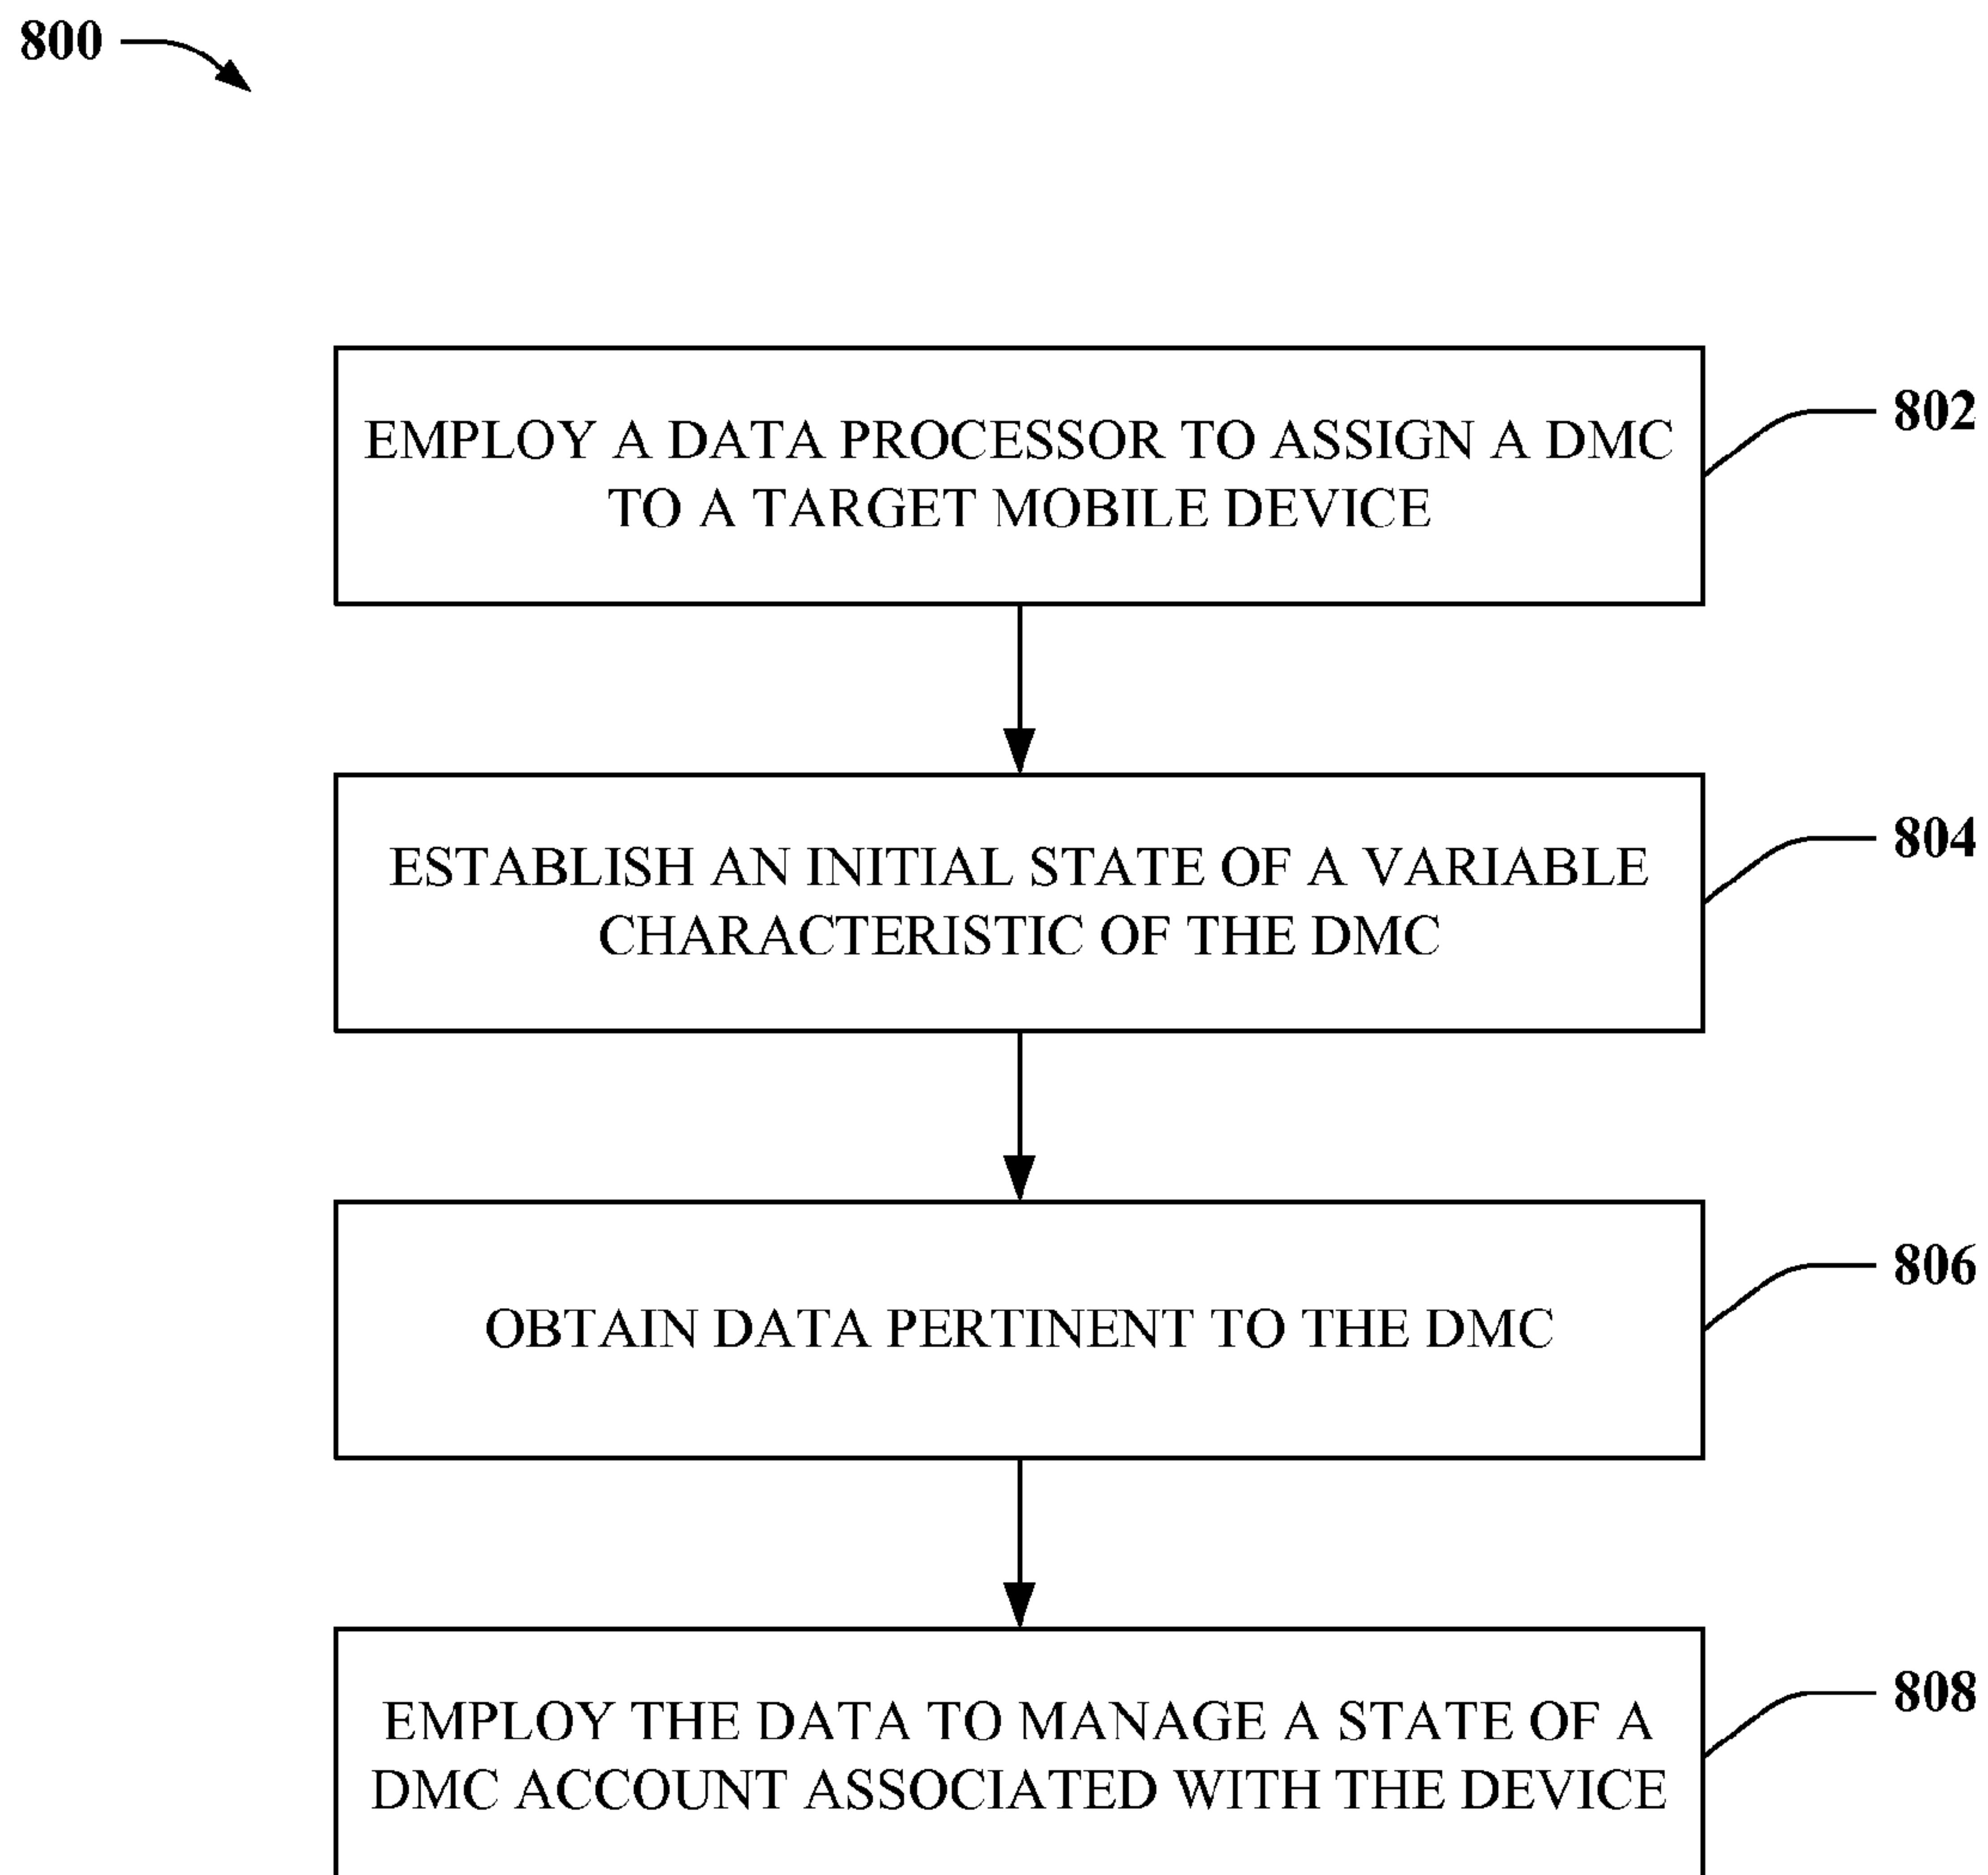 800
EMPLOY A DATA PROCESSOR TO ASSIGN A DMC
TO A TARGET MOBILE DEVICE
802
ESTABLISH AN INITIAL STATE OF A VARIABLE
CHARACTERISTIC OF THE DMC
804
OBTAIN DATA PERTINENT TO THE DMC
806
EMPLOY THE DATA TO MANAGE A STATE OF A
DMC ACCOUNT ASSOCIATED WITH THE DEVICE
808